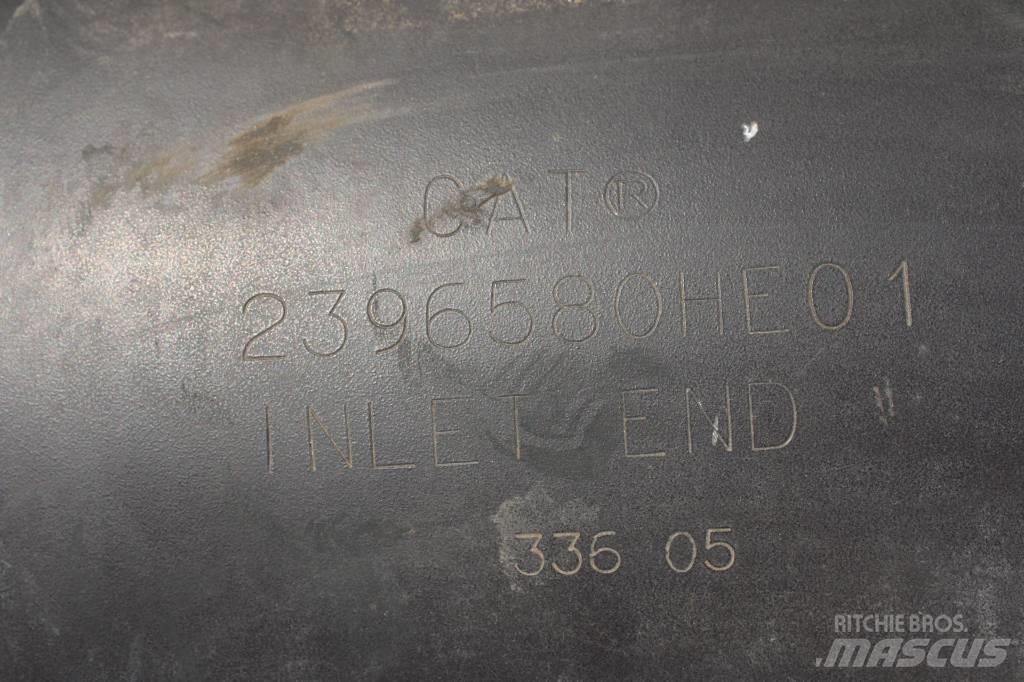 CAT®
2396580HE01
INLET END
336 05
RITCHIE BROS.
MASCUS